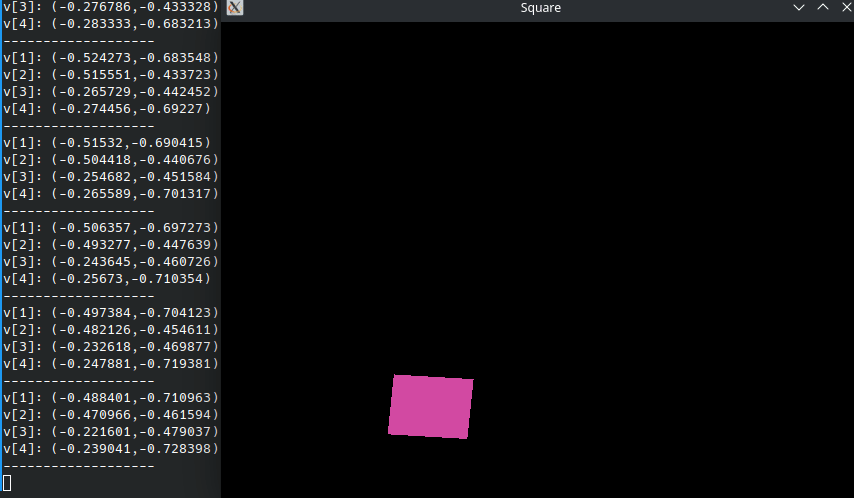 v[3]: (-0.276786,-0.433328)
v[4]: (-0.283333,-0.683213)
-------------------
v[1]: (-0.524273,-0.683548)
v[2]: (-0.515551,-0.433723)
v[3]: (-0.265729,-0.442452)
v[4]: (-0.274456,-0.69227)
-------------------
v[1]: (-0.51532,-0.690415)
v[2]: (-0.504418,-0.440676)
v[3]: (-0.254682,-0.451584)
v[4]: (-0.265589,-0.701317)
-------------------
v[1]: (-0.506357,-0.697273)
v[2]: (-0.493277,-0.447639)
v[3]: (-0.243645,-0.460726)
v[4]: (-0.25673,-0.710354)
-------------------
v[1]: (-0.497384,-0.704123)
v[2]: (-0.482126,-0.454611)
v[3]: (-0.232618,-0.469877)
v[4]: (-0.247881,-0.719381)
-------------------
v[1]: (-0.488401,-0.710963)
v[2]: (-0.470966,-0.461594)
v[3]: (-0.221601,-0.479037)
v[4]: (-0.239041,-0.728398)
-------------------
Square